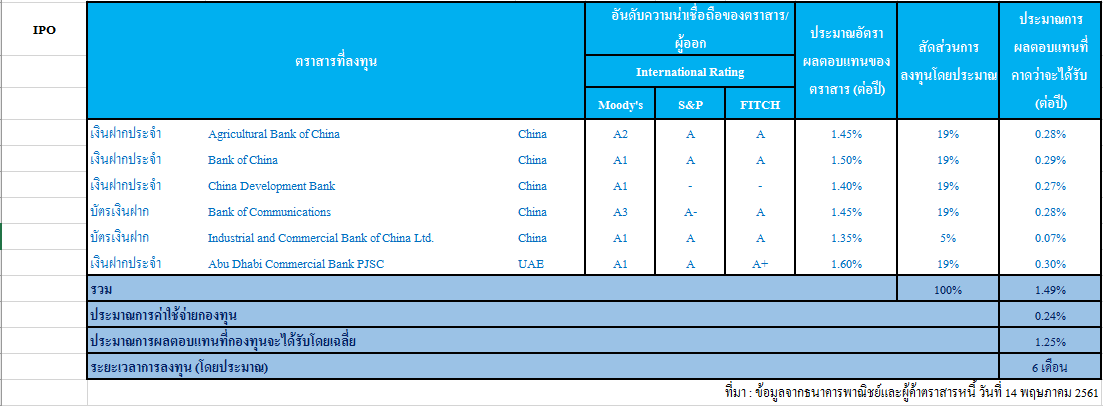 IPO
ตราสารที่ลงทุน
อันดับความน่าเชื่อถือของตราสาร/
ผู้ออก
International Rating
Moody's S&P FITCH
ประมาณอัตรา
ผลตอบแทนของ
ตราสาร (ต่อปี)
สัดส่วนการ
ลงทุนโดยประมาณ
ประมาณการ
ผลตอบแทนที่
คาดว่าจะได้รับ
(ต่อปี)
เงินฝากประจำ Agricultural Bank of China China A2 A A 1.45% 19% 0.28%
เงินฝากประจำ Bank of China China A1 A A 1.50% 19% 0.29%
เงินฝากประจำ China Development Bank China A1 - - 1.40% 19% 0.27%
บัตรเงินฝาก Bank of Communications China A3 A- A 1.45% 19% 0.28%
บัตรเงินฝาก Industrial and Commercial Bank of China Ltd. China A1 A A 1.35% 5% 0.07%
เงินฝากประจำ Abu Dhabi Commercial Bank PJSC UAE A1 A A+ 1.60% 19% 0.30%
รวม 100% 1.49%
ประมาณการค่าใช้จ่ายกองทุน 0.24%
ประมาณการผลตอบแทนที่กองทุนจะได้รับโดยเฉลี่ย 1.25%
ระยะเวลาการลงทุน (โดยประมาณ) 6 เดือน
ที่มา : ข้อมูลจากธนาคารพาณิชย์และผู้ค้าตราสารหนี้ วันที่ 14 พฤษภาคม 2561